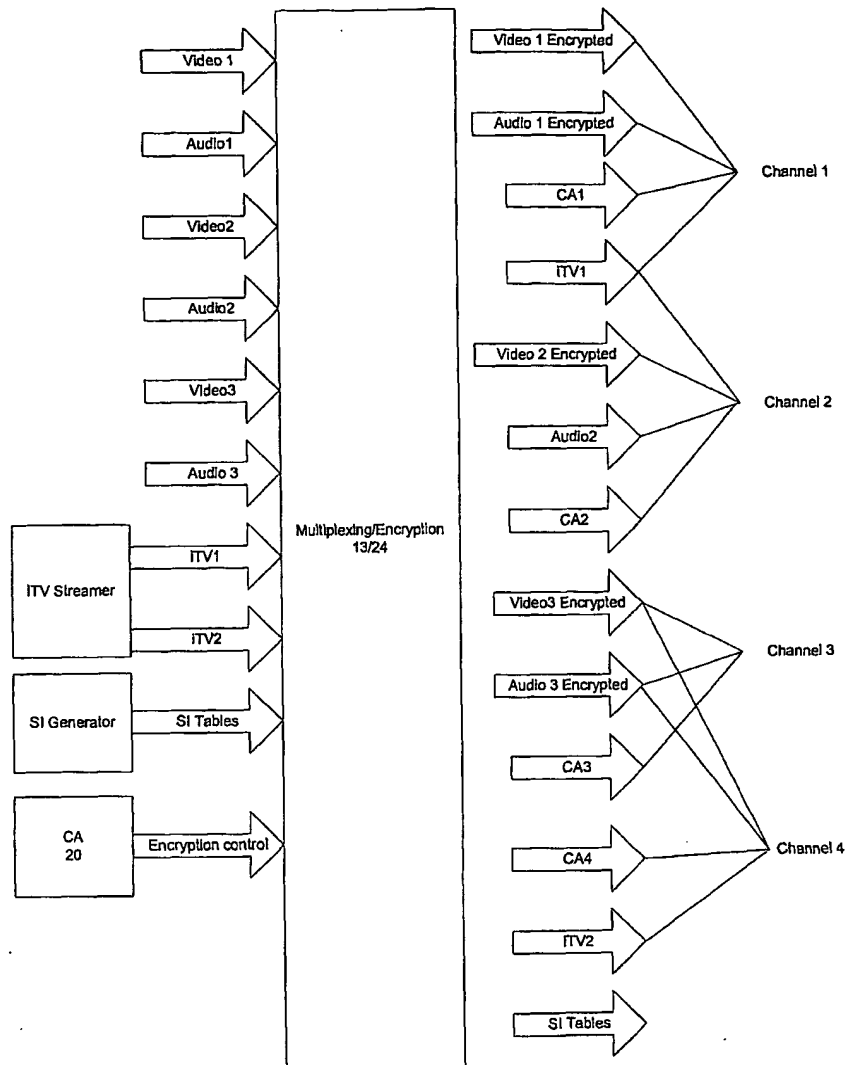 Video 1
Audio1
Video2
Audio2
Video3
Audio 3
ITV Streamer
ITV1
ITV2
SI Generator
SI Tables
CA
20
Encryption control
Multiplexing/Encryption
13/24
Video 1 Encrypted
Audio 1 Encrypted
CA1
ITV1
Video 2 Encrypted
Audio2
CA2
Video3 Encrypted
Audio 3 Encrypted
CA3
CA4
ITV2
SI Tables
Channel 1
Channel 2
Channel 3
Channel 4